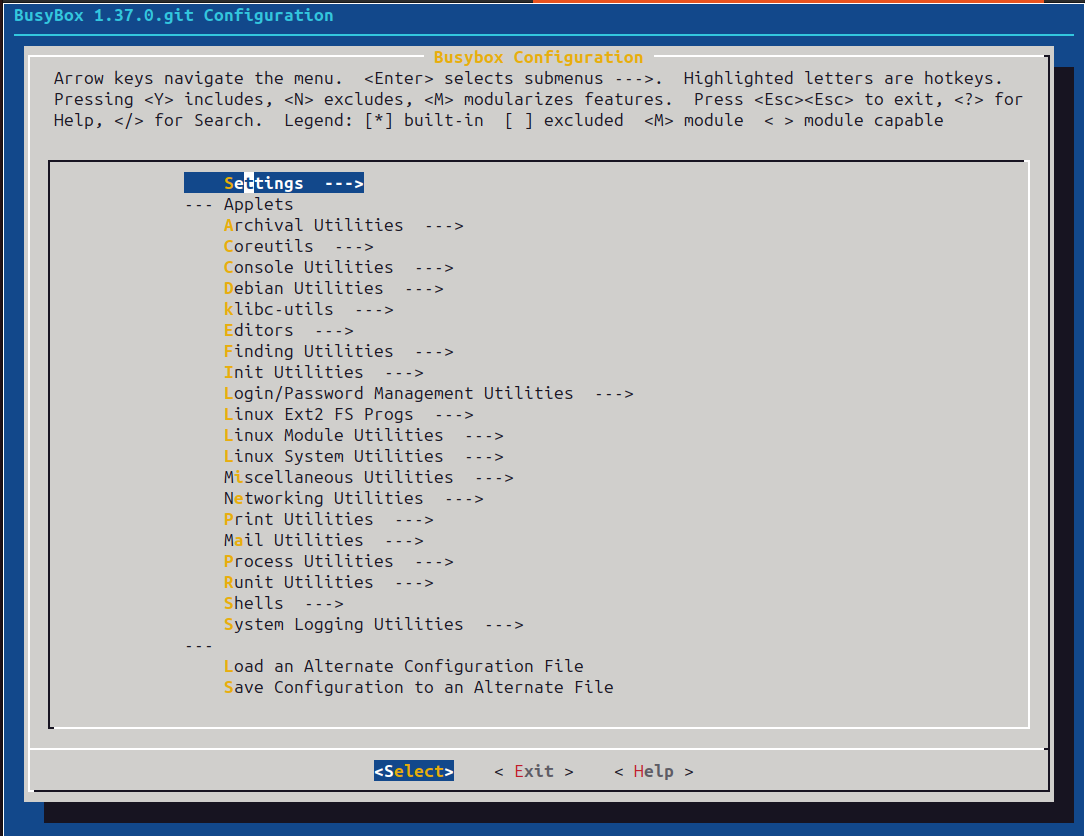 BusyBox 1.37.0.git Configuration
Busybox Configuration
Arrow keys navigate the menu.  <Enter> selects submenus --->.  Highlighted letters are hotkeys.
Pressing <Y> includes, <N> excludes, <M> modularizes features.  Press <Esc><Esc> to exit, <?> for
Help, </> for Search.  Legend: [*] built-in  [ ] excluded  <M> module  < > module capable
Settings  --->
--- Applets
Archival Utilities  --->
Coreutils  --->
Console Utilities  --->
Debian Utilities  --->
klibc-utils  --->
Editors  --->
Finding Utilities  --->
Init Utilities  --->
Login/Password Management Utilities  --->
Linux Ext2 FS Progs  --->
Linux Module Utilities  --->
Linux System Utilities  --->
Miscellaneous Utilities  --->
Networking Utilities  --->
Print Utilities  --->
Mail Utilities  --->
Process Utilities  --->
Runit Utilities  --->
Shells  --->
System Logging Utilities  --->
---
Load an Alternate Configuration File
Save Configuration to an Alternate File
<Select>    < Exit >    < Help >